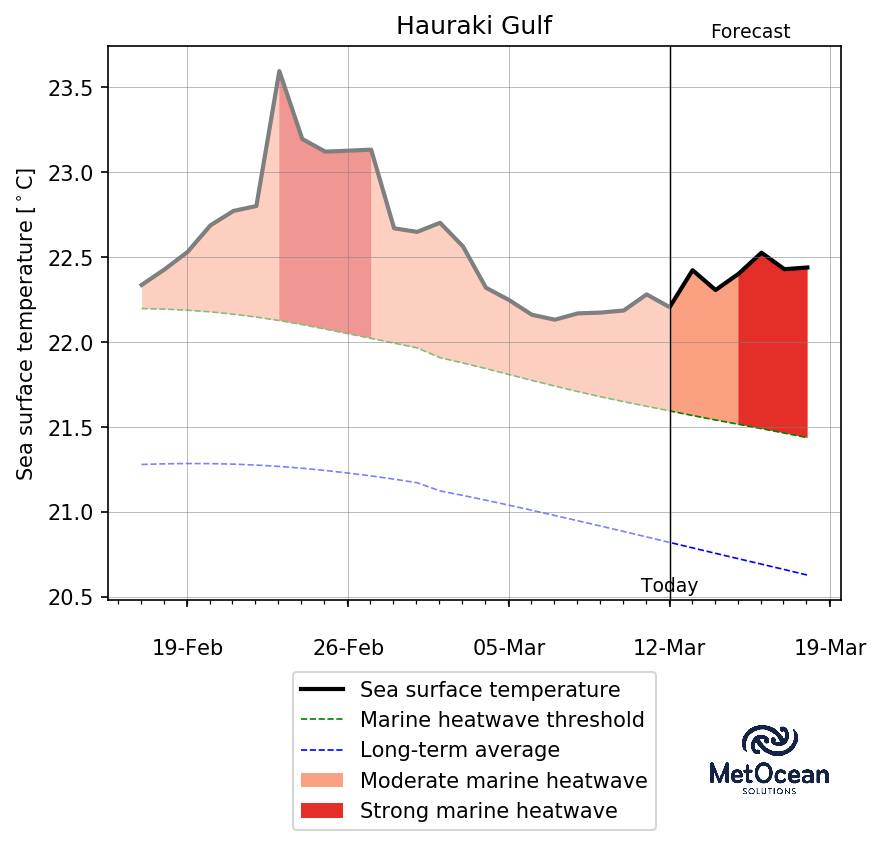 Hauraki Gulf
Forecast
Sea surface temperature [°C]
23.5
23.0
22.5
22.0
21.5
21.0
20.5
Today
19-Feb 26-Feb 05-Mar 12-Mar 19-Mar
Sea surface temperature
Marine heatwave threshold
Long-term average
Moderate marine heatwave
Strong marine heatwave
MetOcean
SOLUTIONS